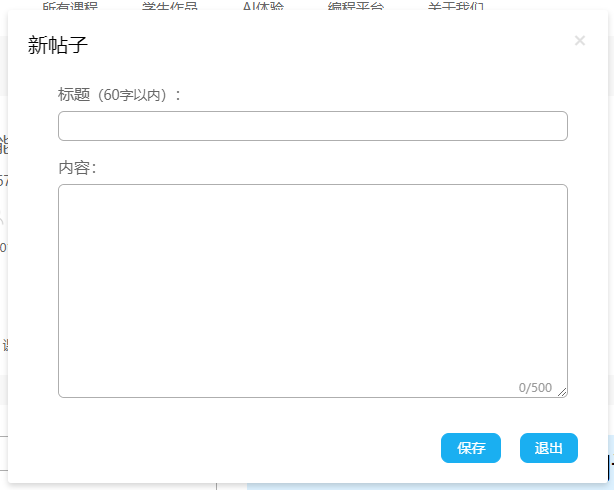 所有课程 学生作品 AI体验 编程平台 关于我们
新帖子
×
标题（60字以内）：
内容：
0/500
保存 退出